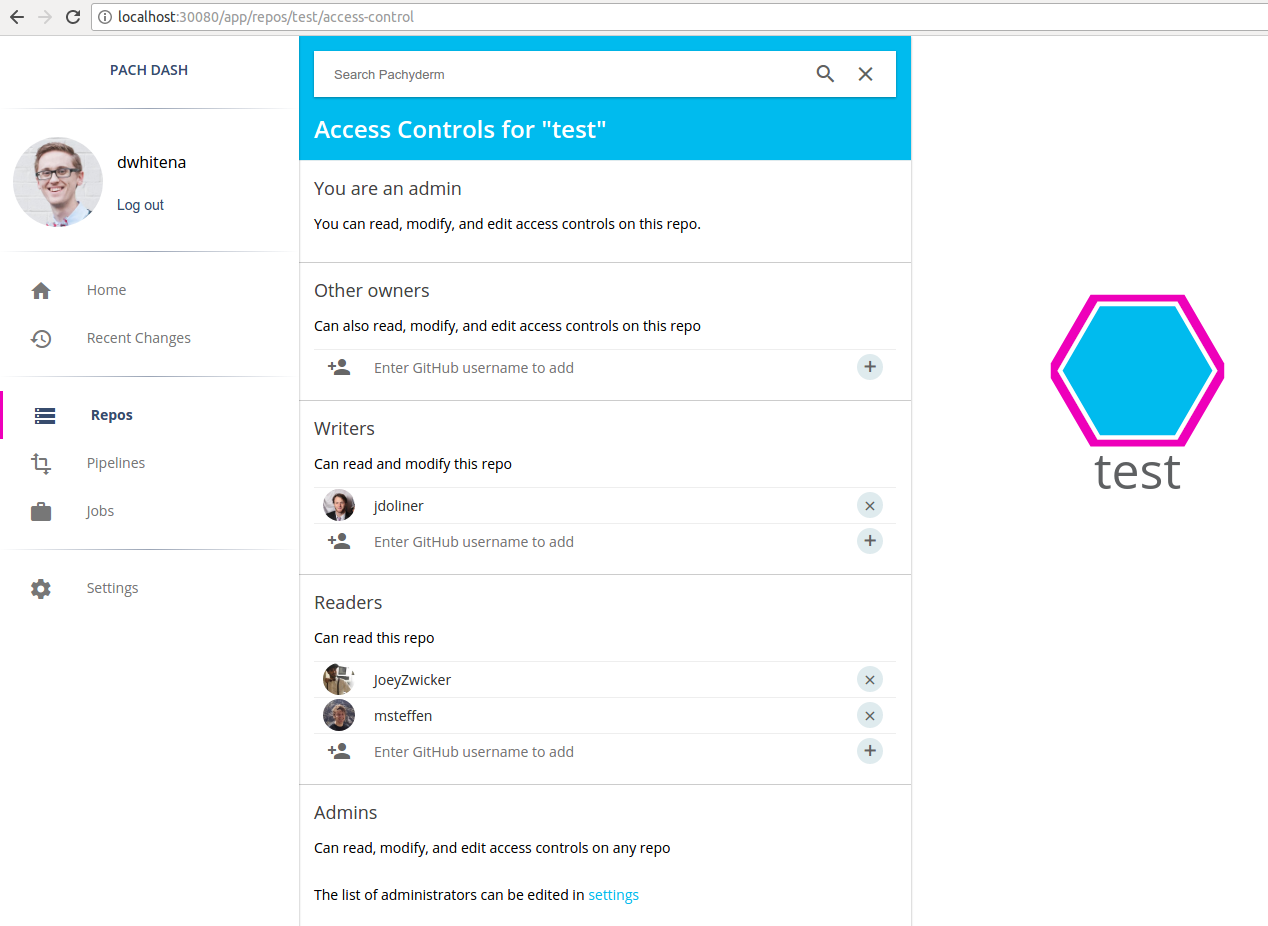 localhost:30080/app/repos/test/access-control
PACH DASH
dwhitena
Log out
Home
Recent Changes
Repos
Pipelines
Jobs
Settings
Search Pachyderm
Access Controls for "test"
You are an admin
You can read, modify, and edit access controls on this repo.
Other owners
Can also read, modify, and edit access controls on this repo
Enter GitHub username to add
Writers
Can read and modify this repo
jdoliner
Enter GitHub username to add
Readers
Can read this repo
JoeyZwicker
msteffen
Enter GitHub username to add
Admins
Can read, modify, and edit access controls on any repo
The list of administrators can be edited in settings
test